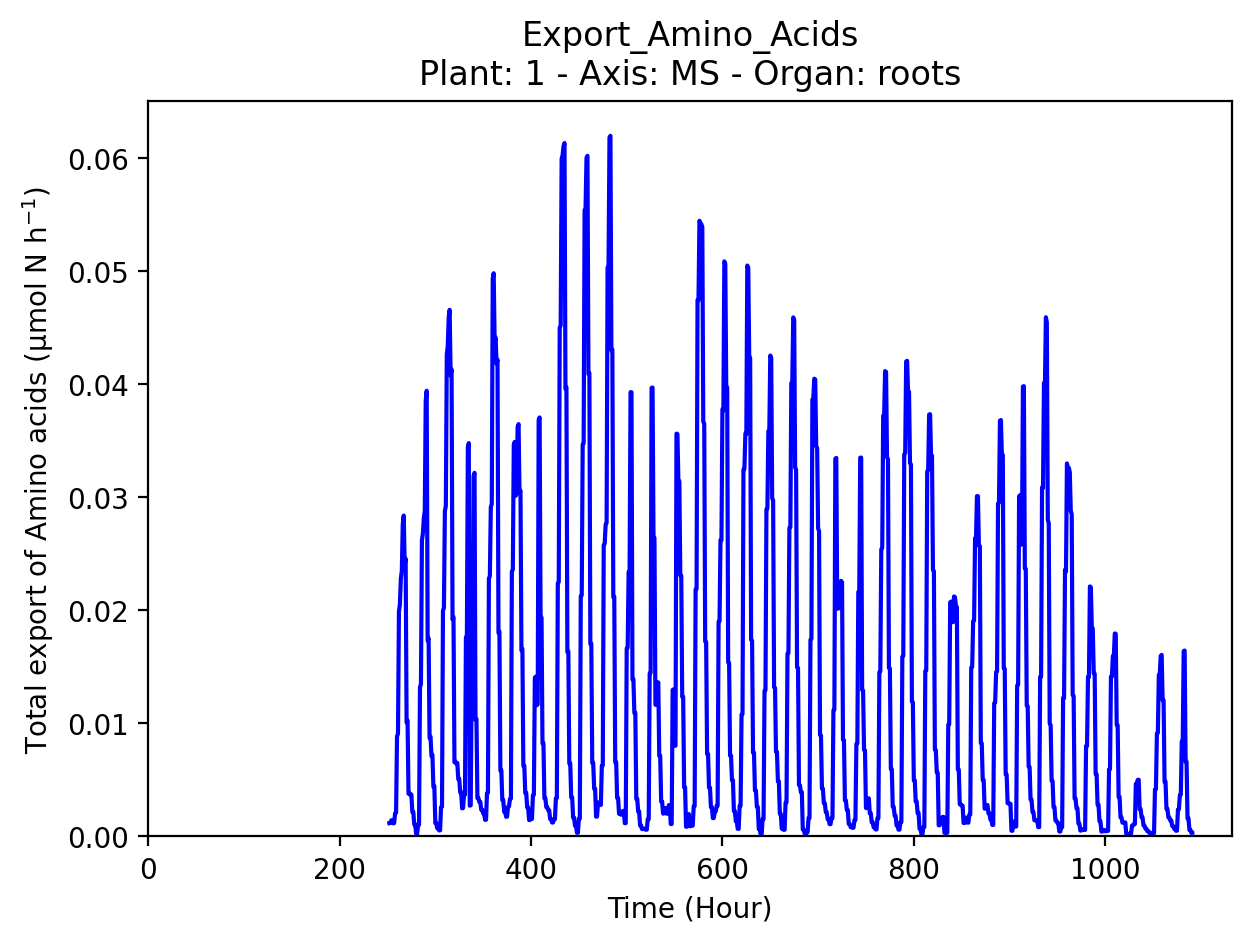 Export_Amino_Acids
Plant: 1 - Axis: MS - Organ: roots
Total export of Amino acids (µmol N h⁻¹)
0.06
0.05
0.04
0.03
0.02
0.01
0.00
0 200 400 600 800 1000
Time (Hour)